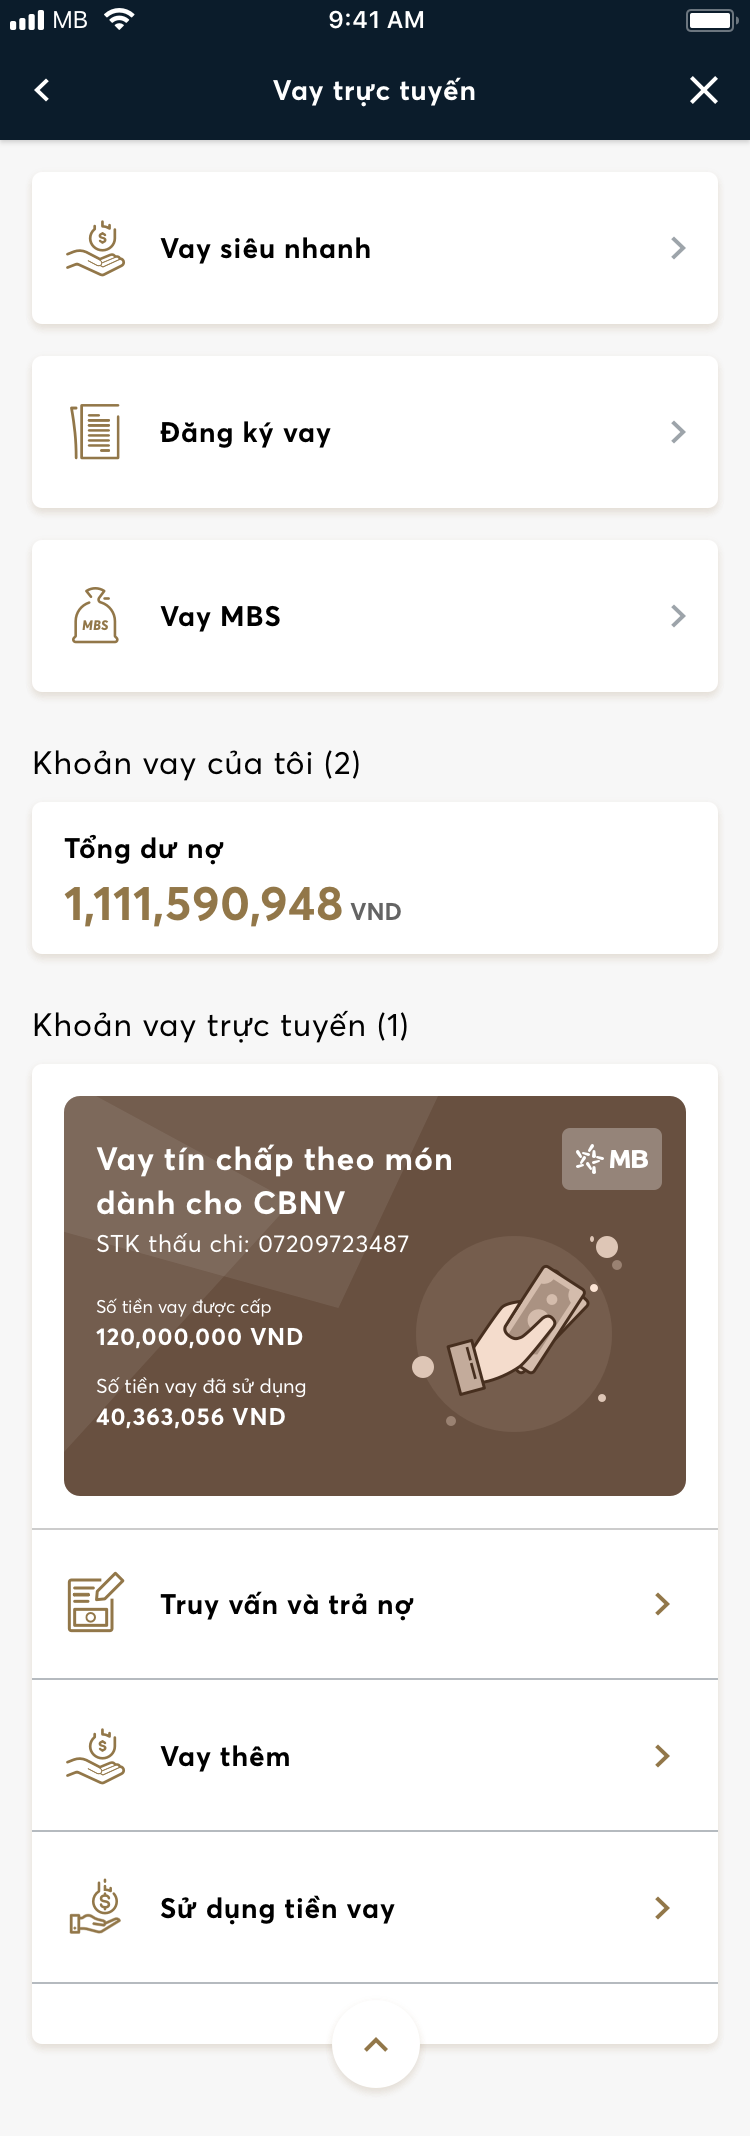 MB
9:41 AM
Vay trực tuyến
$
Vay siêu nhanh
Đăng ký vay
MBS
Vay MBS
Khoản vay của tôi (2)
Tổng dư nợ
1,111,590,948 VND
Khoản vay trực tuyến (1)
Vay tín chấp theo món
dành cho CBNV
MB
STK thấu chi: 07209723487
Số tiền vay được cấp
120,000,000 VND
Số tiền vay đã sử dụng
40,363,056 VND
Truy vấn và trả nợ
$
Vay thêm
$
Sử dụng tiền vay